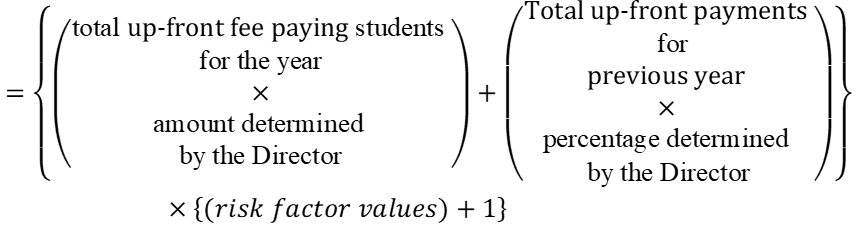 total up-front fee paying students
for the year
×
amount determined
by the Director
+
Total up-front payments
for
previous year
×
percentage determined
by the Director
=
× {(risk factor values) + 1}